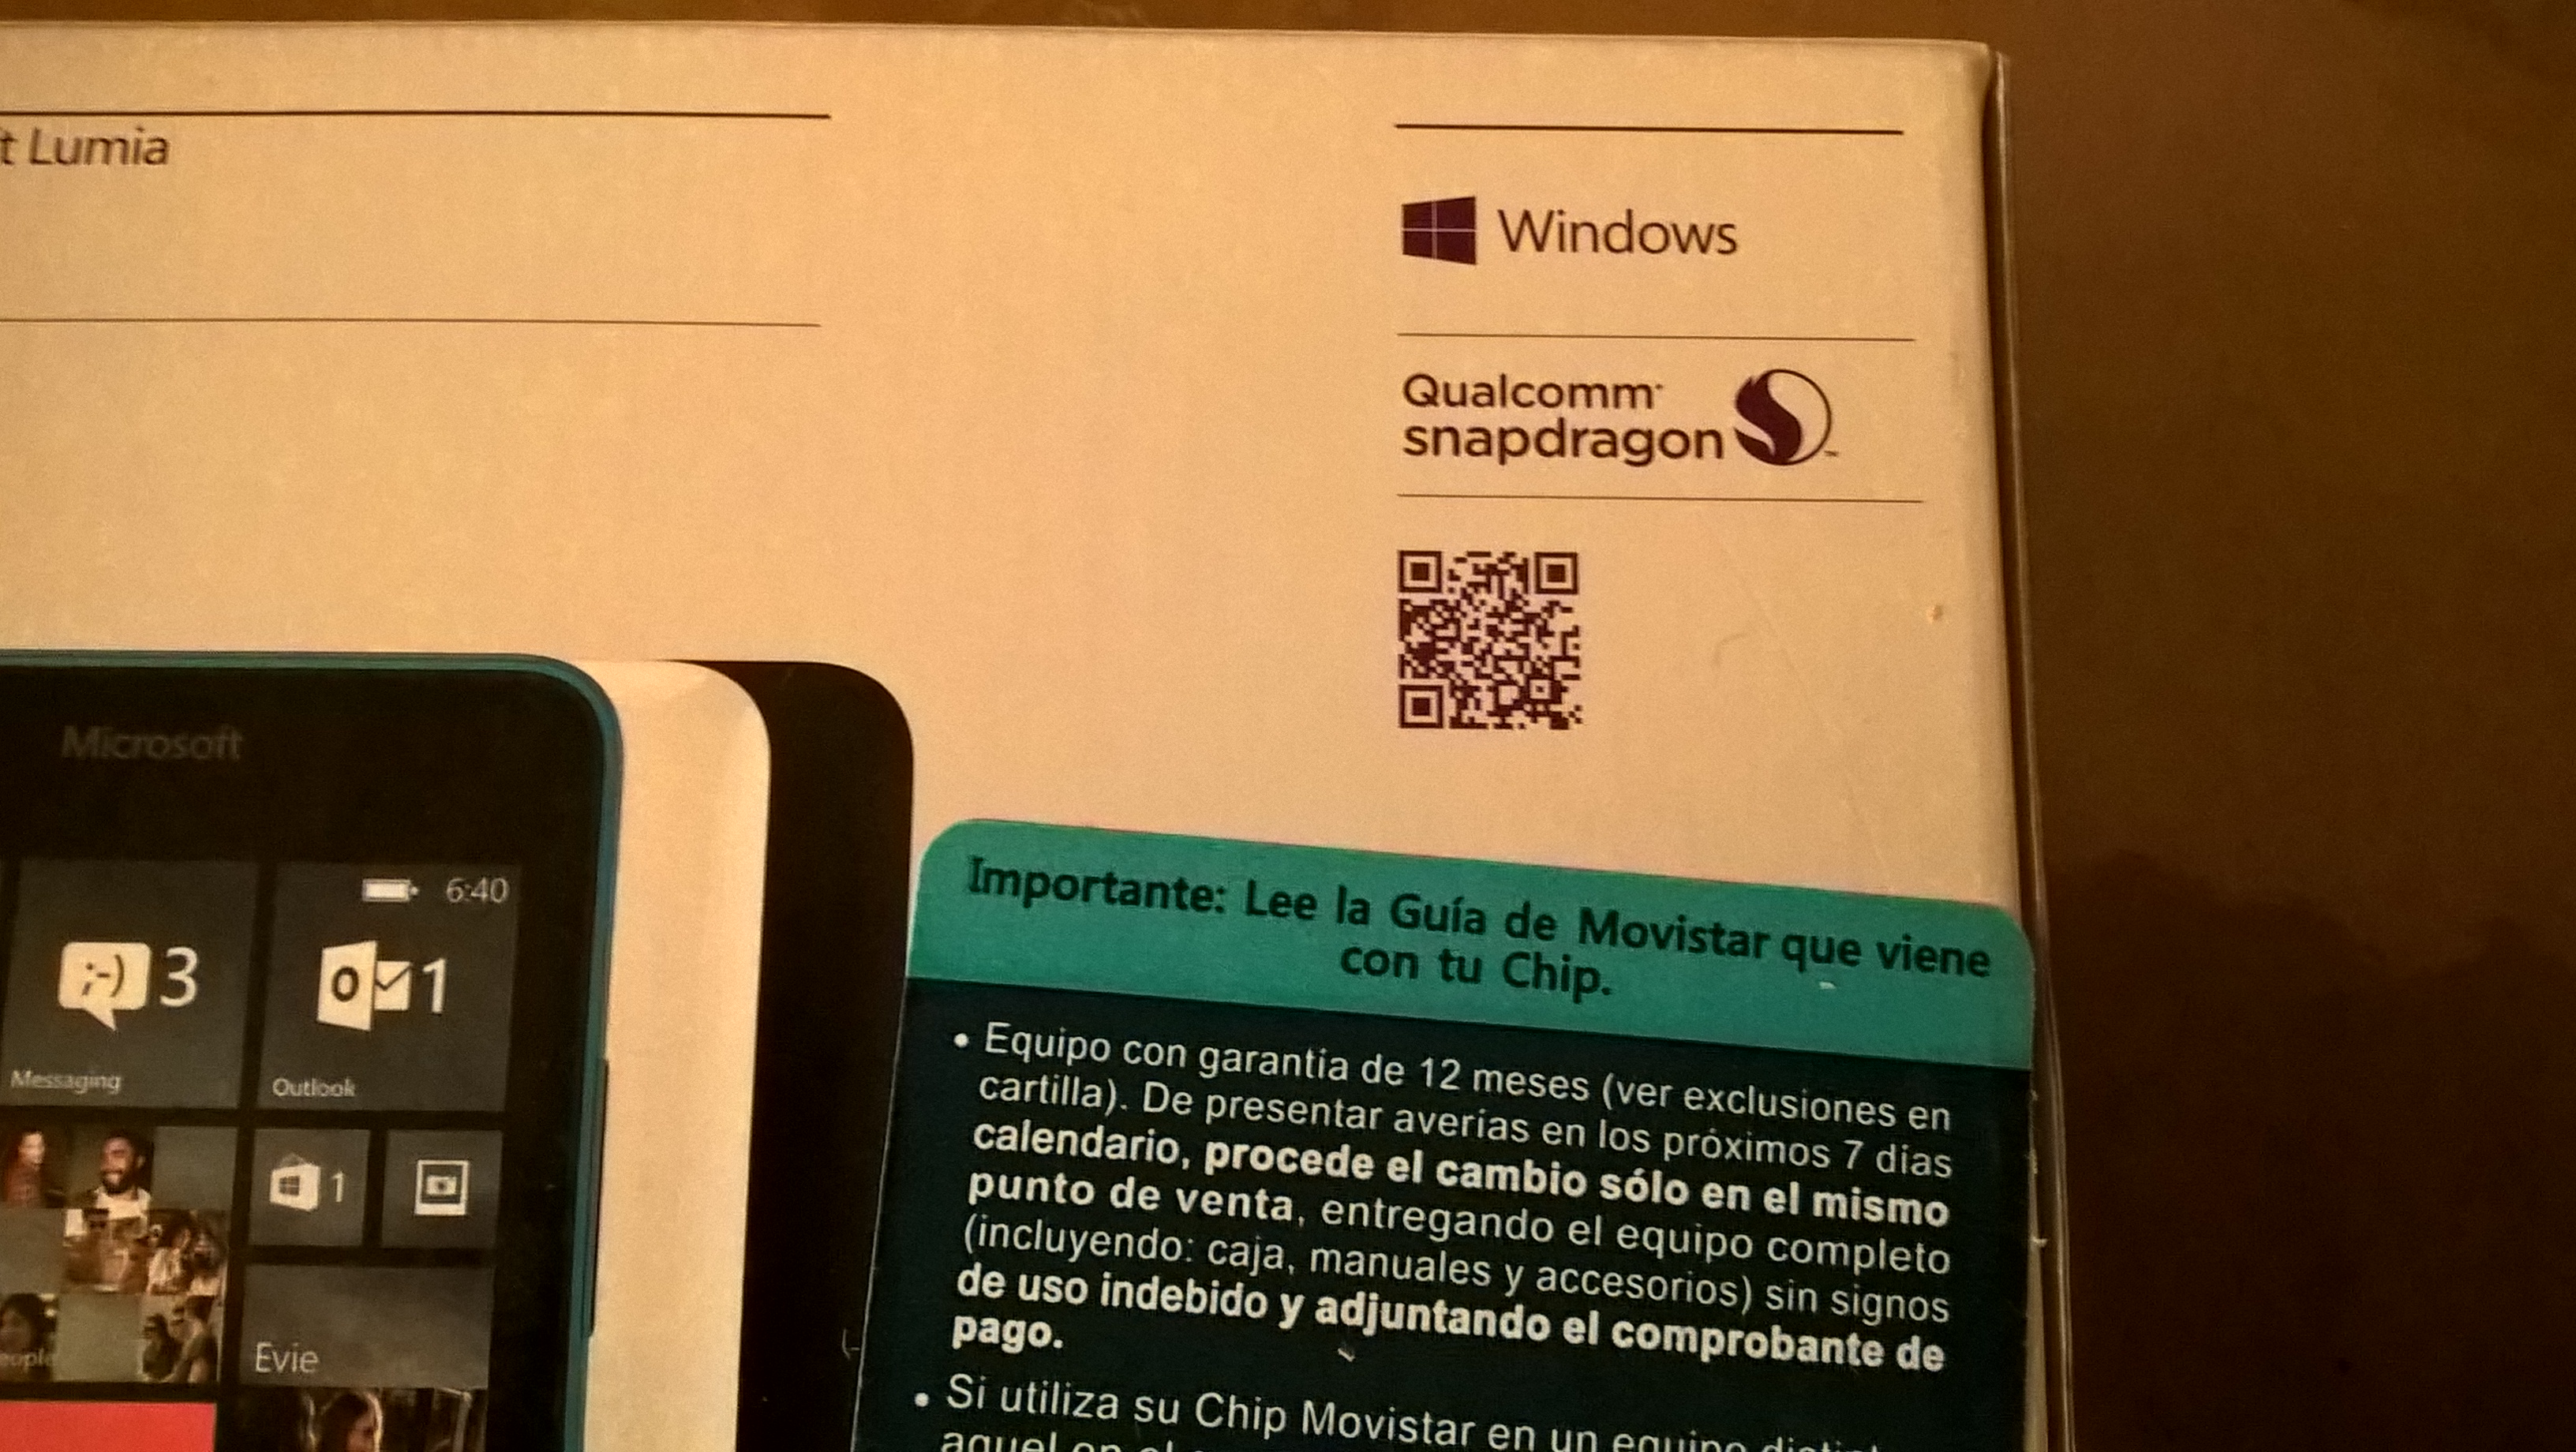 Lumia
Windows
Qualcomm
snapdragon
Microsoft
6:40
;-) 3
1
Messaging
Outlook
1
Evie
Importante: Lee la Guía de Movistar que viene
con tu Chip.
• Equipo con garantía de 12 meses (ver exclusiones en
cartilla). De presentar averías en los próximos 7 días
calendario, procede el cambio sólo en el mismo
punto de venta, entregando el equipo completo
(incluyendo: caja, manuales y accesorios) sin signos
de uso indebido y adjuntando el comprobante de
pago.
• Si utiliza su Chip Movistar en un equipo